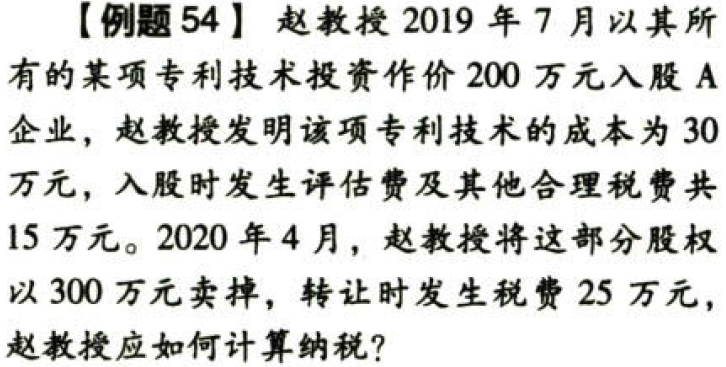 【例题 54】 赵教授 2019 年 7 月以其所
有的某项专利技术投资作价 200 万元入股 A
企业，赵教授发明该项专利技术的成本为 30
万元，入股时发生评估费及其他合理税费共
15 万元。2020 年 4 月，赵教授将这部分股权
以 300 万元卖掉，转让时发生税费 25 万元，
赵教授应如何计算纳税?